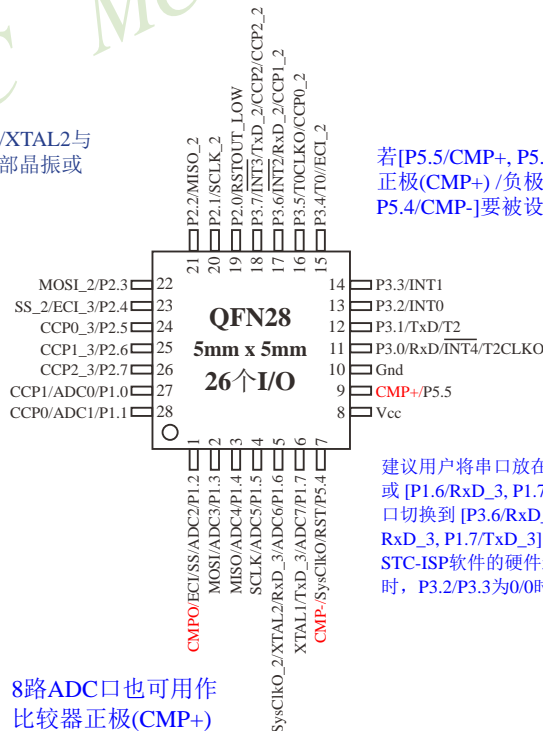 MC
/XTAL2与
部晶振或
若[P5.5/CMP+, P5.
正极(CMP+) /负极
P5.4/CMP-]要被设
P2.2/MISO_2
P2.1/SCLK_2
P2.0/RSTOUT_LOW
P3.7/INT3/TxD_2/CCP2/CCP2_2
P3.6/INT2/RxD_2/CCP1_2
P3.5/T0CLKO/CCP0_2
P3.4/T0//ECI_2
21
20
19
18
17
16
15
MOSI_2/P2.3 22
SS_2/ECI_3/P2.4 23
CCP0_3/P2.5 24
CCP1_3/P2.6 25
CCP2_3/P2.7 26
CCP1/ADC0/P1.0 27
CCP0/ADC1/P1.1 28
QFN28
5mm x 5mm
26个I/O
14 P3.3/INT1
13 P3.2/INT0
12 P3.1/TxD/T2
11 P3.0/RxD/INT4/T2CLKO
10 Gnd
9 CMP+/P5.5
8 Vcc
1
2
3
4
5
6
7
CMPO/ECI/SS/ADC2/P1.2
MOSI/ADC3/P1.3
MISO/ADC4/P1.4
SCLK/ADC5/P1.5
SysClkO_2/XTAL2/RxD_3/ADC6/P1.6
XTAL1/TxD_3/ADC7/P1.7
CMP-/SysClkO/RST/P5.4
建议用户将串口放在
或 [P1.6/RxD_3, P1.7
口切换到 [P3.6/RxD_
RxD_3, P1.7/TxD_3]
STC-ISP软件的硬件
时，P3.2/P3.3为0/0时
8路ADC口也可用作
比较器正极(CMP+)